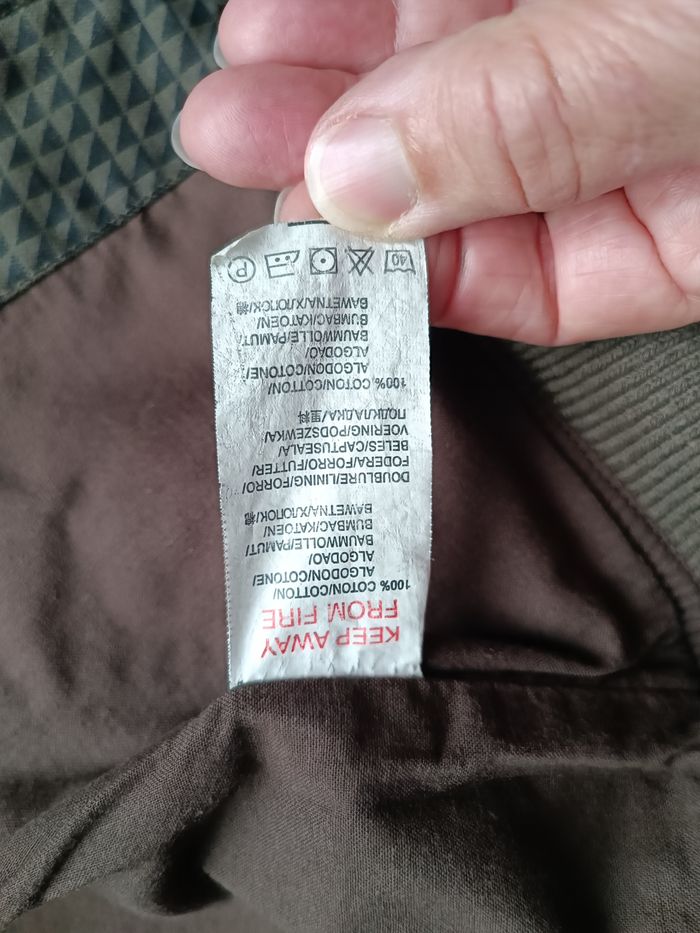 KEEP AWAY
FROM FIRE
100% COTON/COTTON/
ALGODON/COTONE/
ALGODAO/
BAUMWOLLE/PAMUT/
BUMBAC/KATOEN/
BAWETNA/ХЛОПОК/棉
DOUBLURE/LINING/FORRO/
FODERA/FORRO/FUTTER/
BELES/CAPTUSEALA/
VOERING/PODSZEWKA/
ПОДКЛАДКА/里料
100% COTON/COTTON/
ALGODON/COTONE/
ALGODAO/
BAUMWOLLE/PAMUT/
BUMBAC/KATOEN/
BAWETNA/ХЛОПОК/棉
40 P